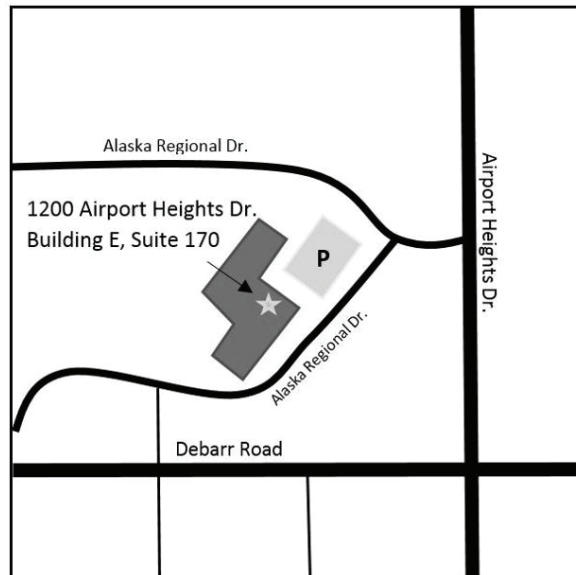 Alaska Regional Dr.
Airport Heights Dr.
1200 Airport Heights Dr.
Building E, Suite 170
P
Alaska Regional Dr.
Debarr Road